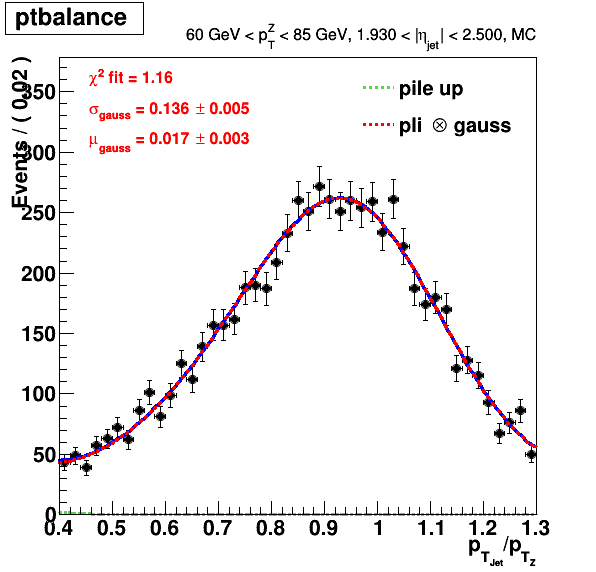 ptbalance
60 GeV < p_T^Z < 85 GeV, 1.930 < |η_jet| < 2.500, MC
χ² fit = 1.16
σ_gauss = 0.136 ± 0.005
μ_gauss = 0.017 ± 0.003
pile up
pli ⊗ gauss
Events / ( 0.02 )
350
300
250
200
150
100
50
0
0.4 0.5 0.6 0.7 0.8 0.9 1 1.1 1.2 1.3
p_T_Jet/p_T_Z